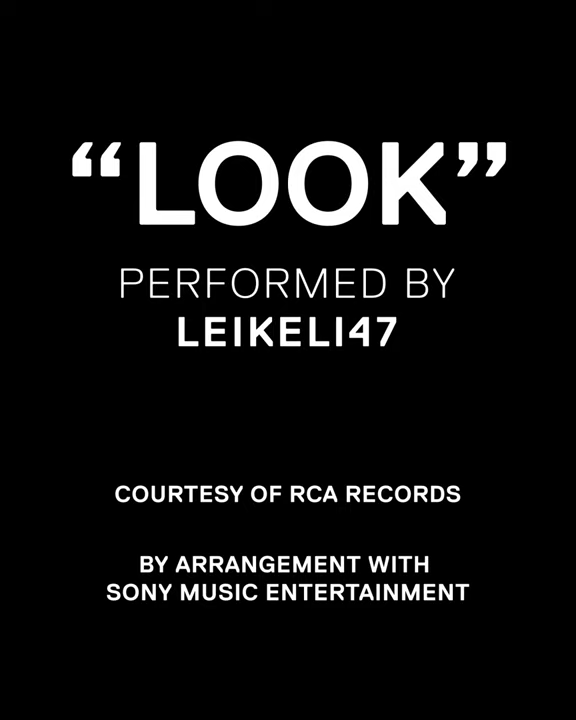 “LOOK”
PERFORMED BY
LEIKELI47
COURTESY OF RCA RECORDS
BY ARRANGEMENT WITH
SONY MUSIC ENTERTAINMENT